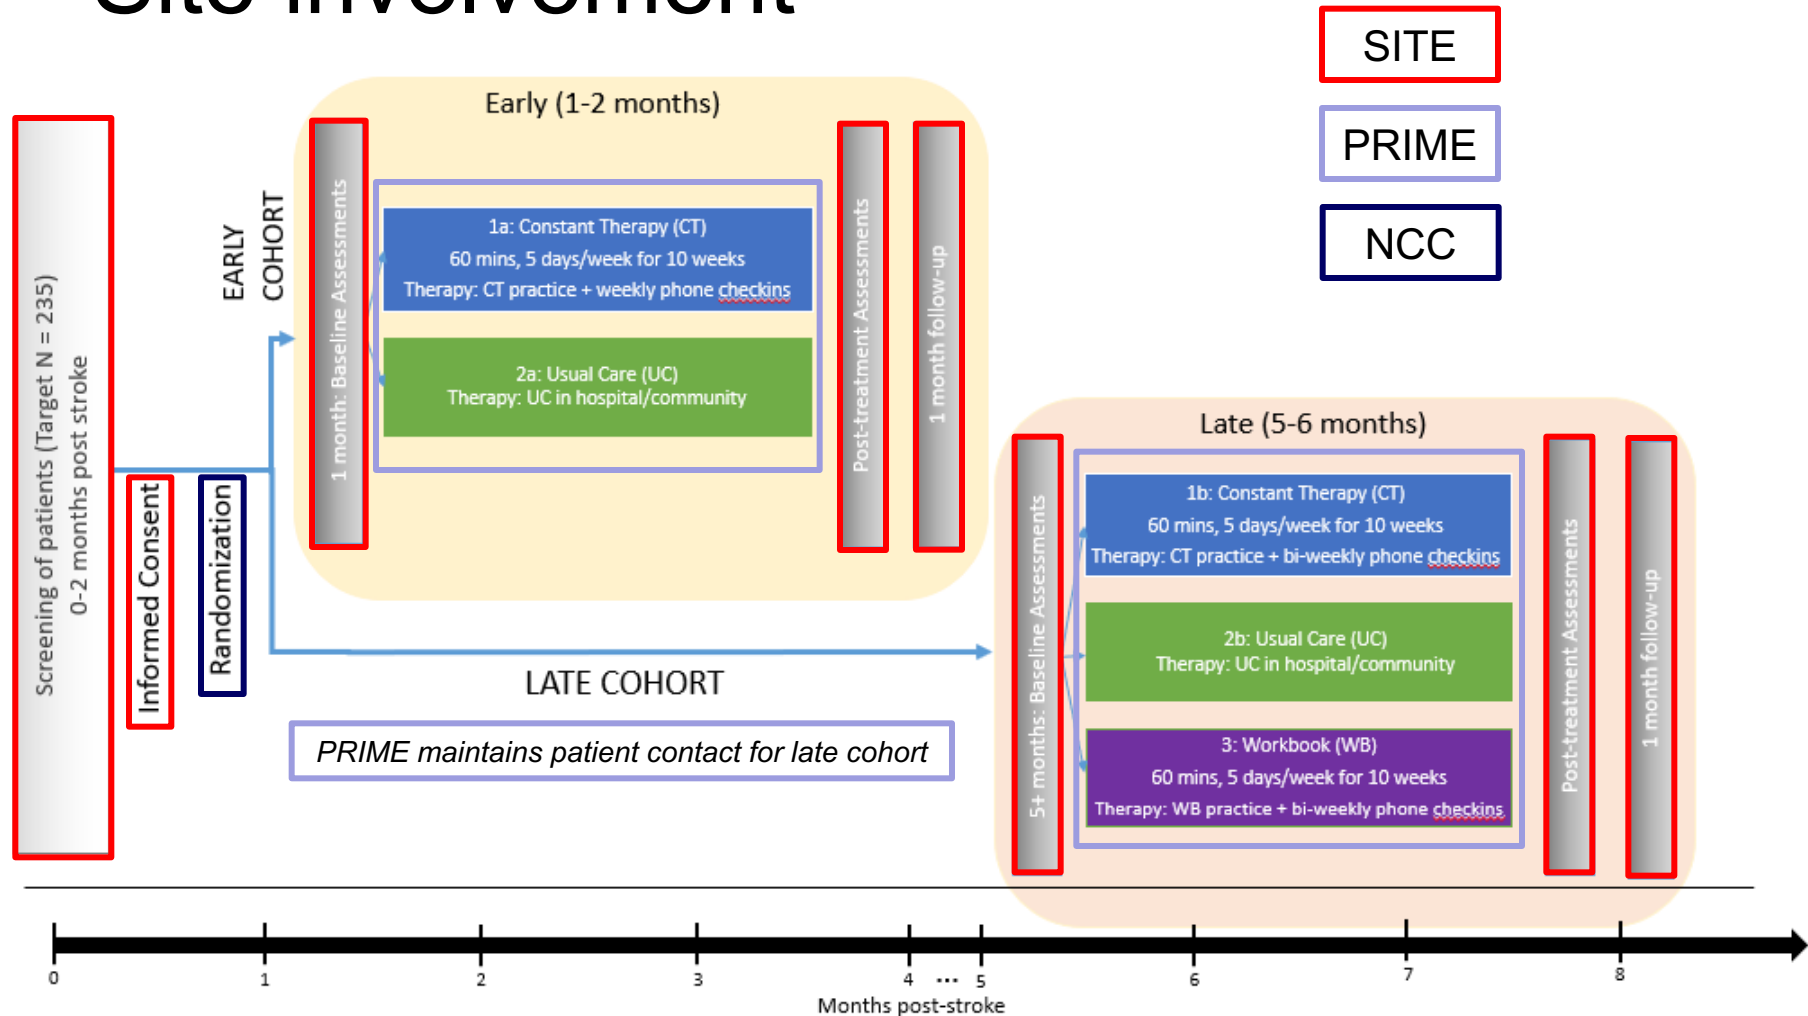 Site Involvement
SITE
PRIME
NCC
Screening of patients (Target N = 235)
0-2 months post stroke
Informed Consent
Randomization
EARLY
COHORT
Early (1-2 months)
1 month: Baseline Assessments
1a: Constant Therapy (CT)
60 mins, 5 days/week for 10 weeks
Therapy: CT practice + weekly phone checkins
2a: Usual Care (UC)
Therapy: UC in hospital/community
Post-treatment Assessments
1 month follow-up
LATE COHORT
PRIME maintains patient contact for late cohort
Late (5-6 months)
5+ months: Baseline Assessments
1b: Constant Therapy (CT)
60 mins, 5 days/week for 10 weeks
Therapy: CT practice + bi-weekly phone checkins
2b: Usual Care (UC)
Therapy: UC in hospital/community
3: Workbook (WB)
60 mins, 5 days/week for 10 weeks
Therapy: WB practice + bi-weekly phone checkins
Post-treatment Assessments
1 month follow-up
0 1 2 3 4 ... 5 6 7 8
Months post-stroke